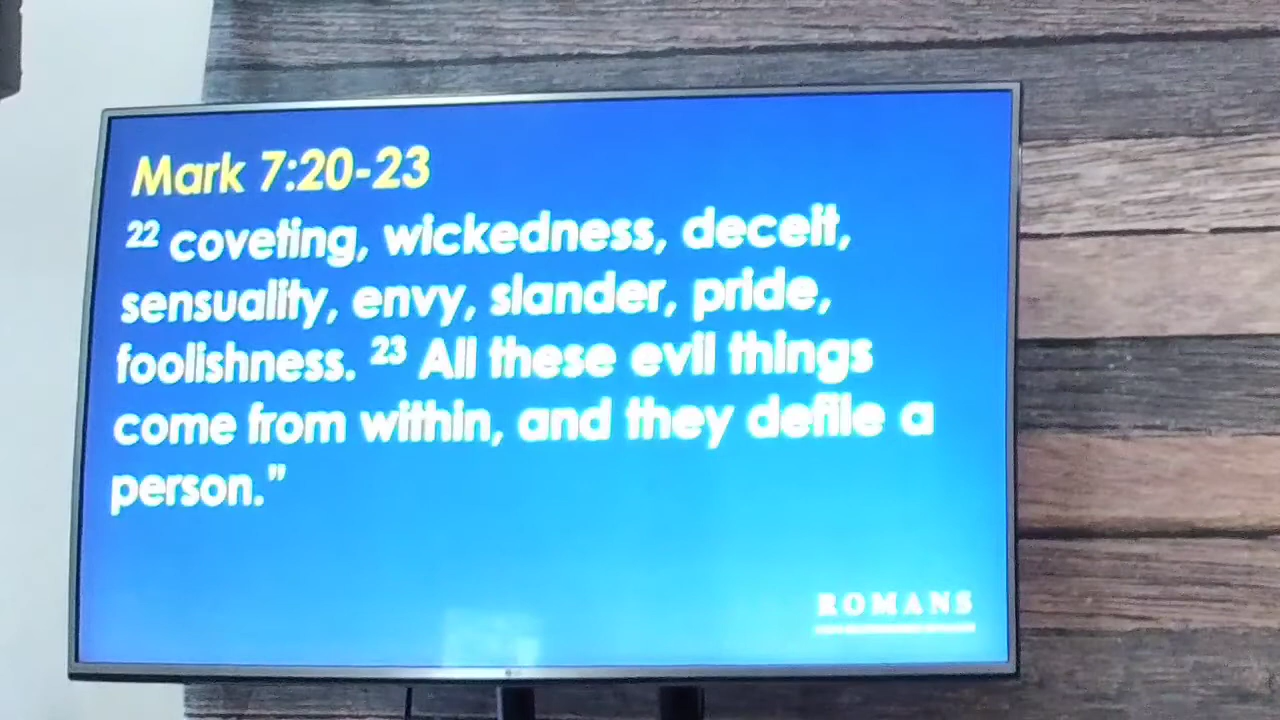 Mark 7:20-23
22 coveting, wickedness, deceit,
sensuality, envy, slander, pride,
foolishness. 23 All these evil things
come from within, and they defile a
person.”
ROMANS